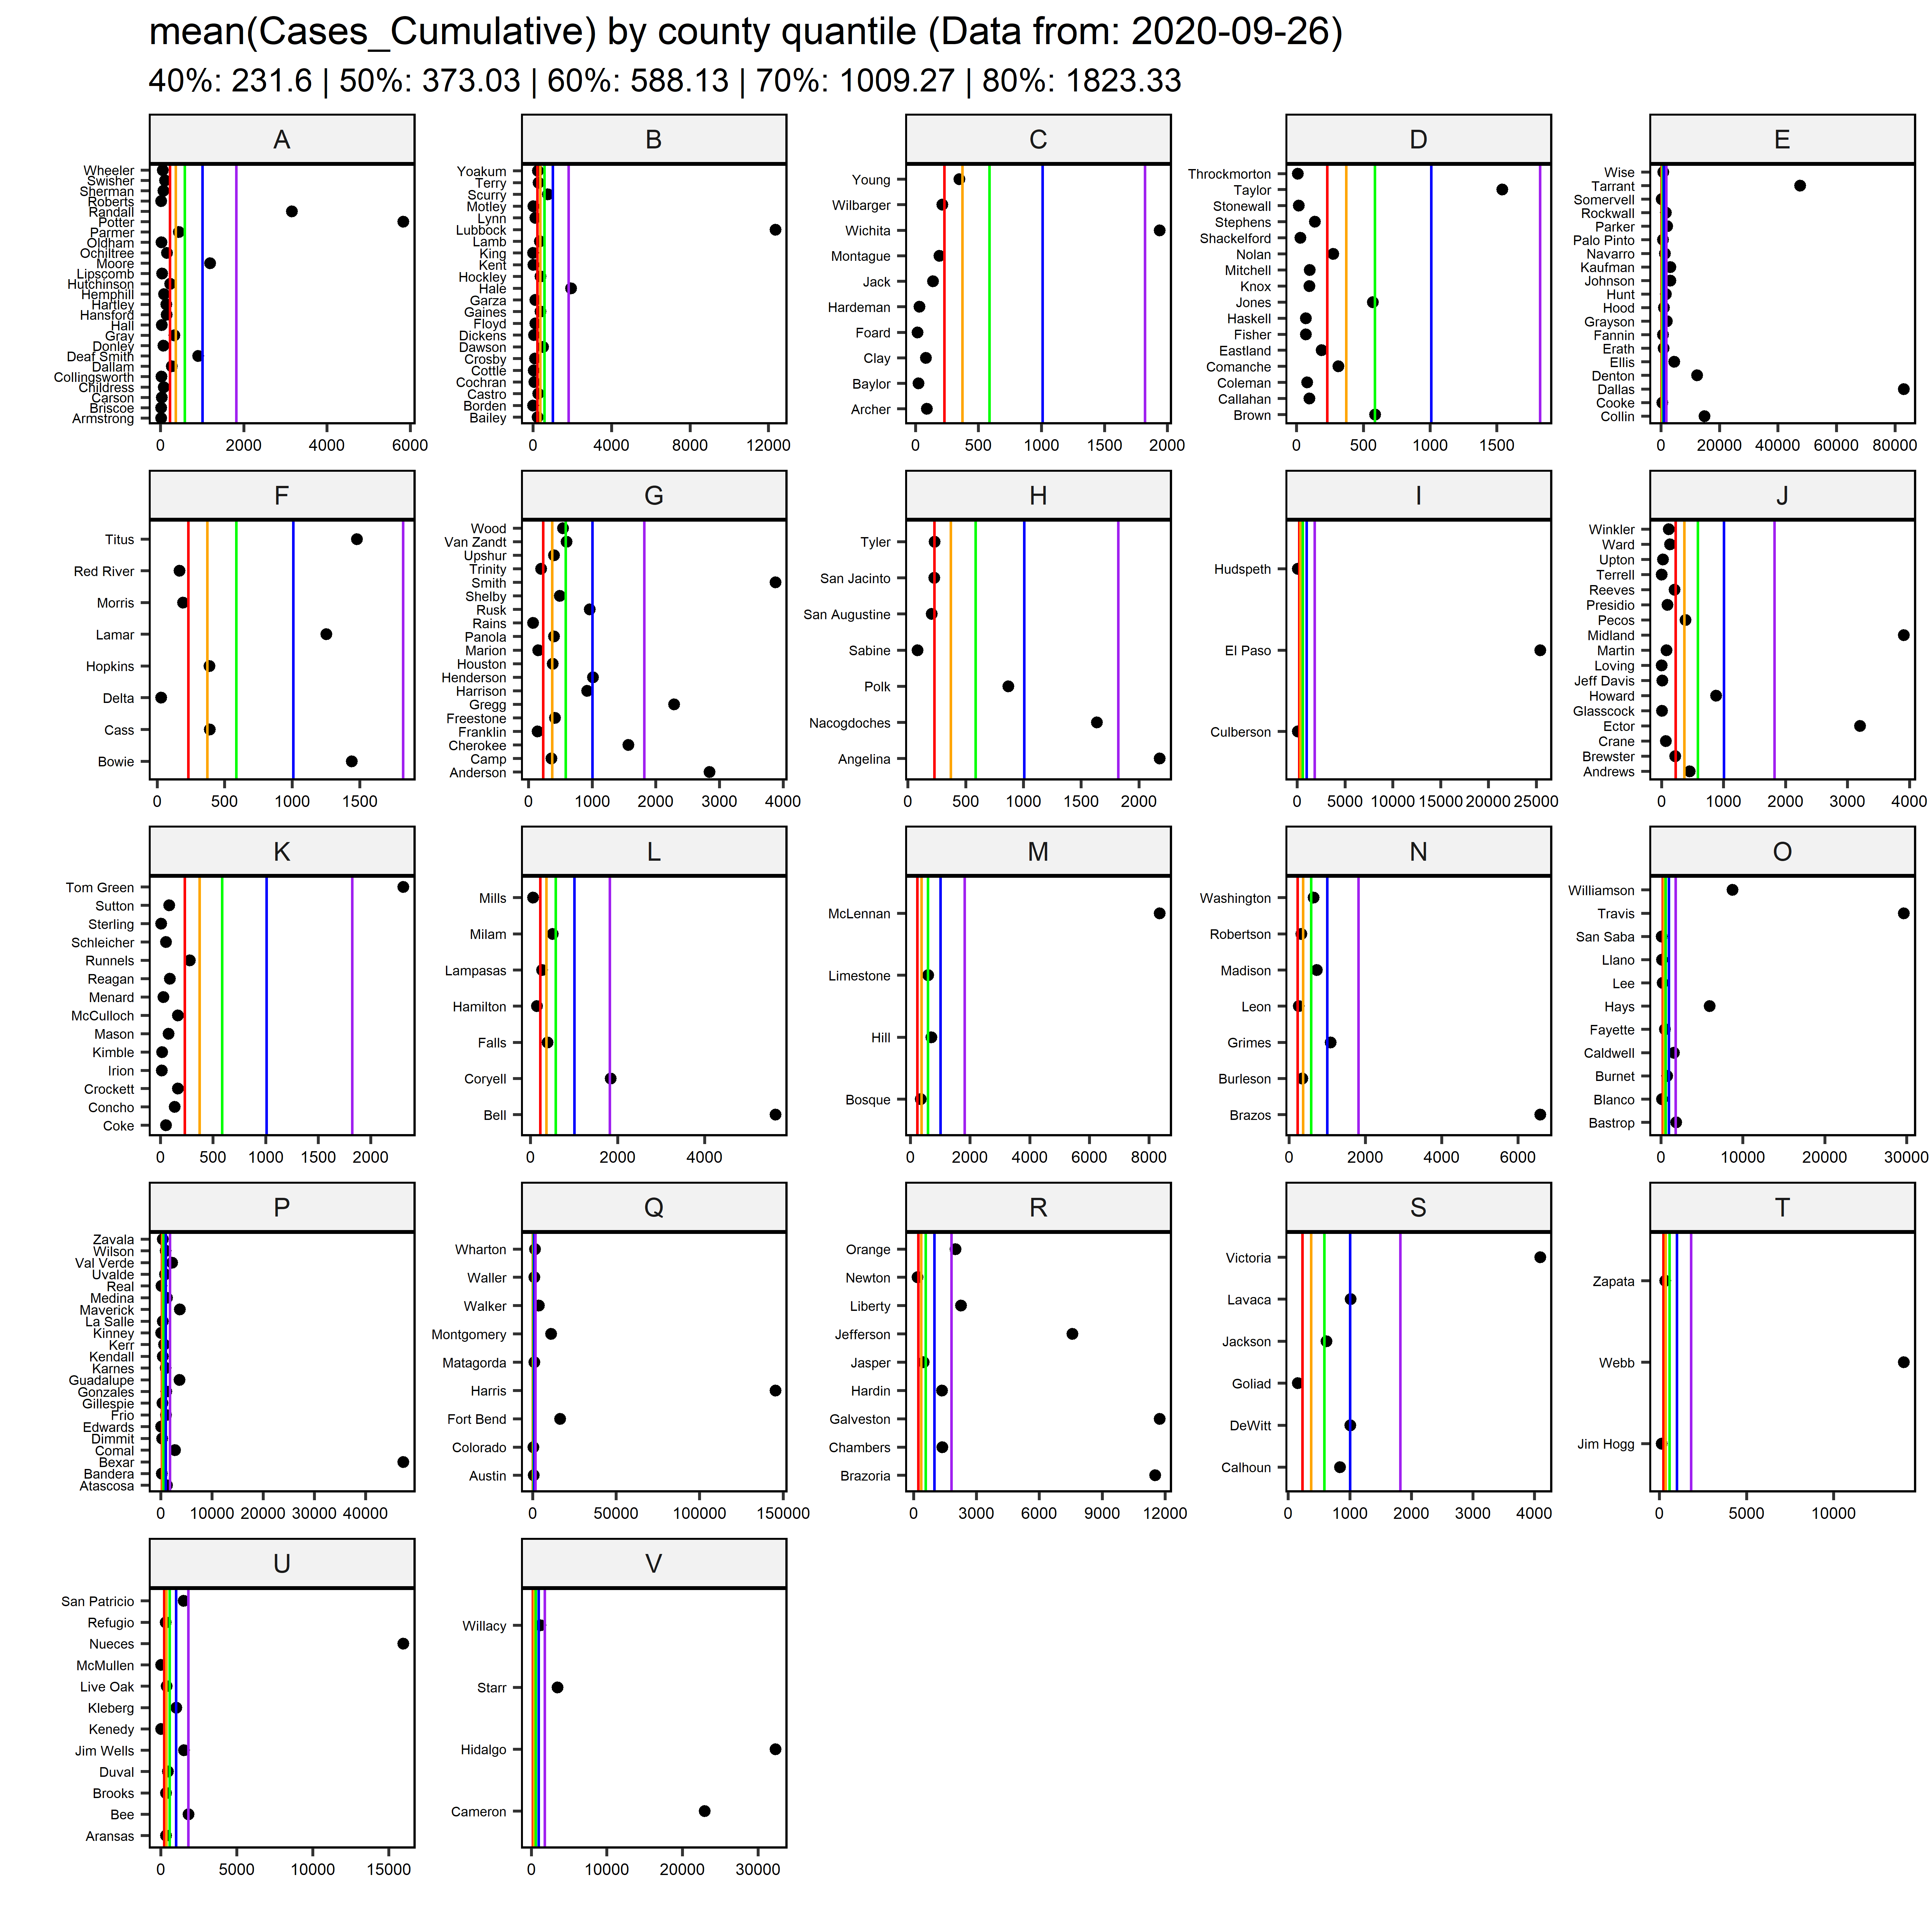 mean(Cases_Cumulative) by county quantile (Data from: 2020-09-26)
40%: 231.6 | 50%: 373.03 | 60%: 588.13 | 70%: 1009.27 | 80%: 1823.33
A
Wheeler
Swisher
Sherman
Roberts
Randall
Potter
Parmer
Oldham
Ochiltree
Moore
Lipscomb
Hutchinson
Hemphill
Hartley
Hansford
Hall
Gray
Donley
Deaf Smith
Dallam
Collingsworth
Childress
Carson
Briscoe
Armstrong
0 2000 4000 6000
B
Yoakum
Terry
Scurry
Motley
Lynn
Lubbock
Lamb
King
Kent
Hockley
Hale
Garza
Gaines
Floyd
Dickens
Dawson
Crosby
Cottle
Cochran
Castro
Borden
Bailey
0 4000 8000 12000
C
Young
Wilbarger
Wichita
Montague
Jack
Hardeman
Foard
Clay
Baylor
Archer
0 500 1000 1500 2000
D
Throckmorton
Taylor
Stonewall
Stephens
Shackelford
Nolan
Mitchell
Knox
Jones
Haskell
Fisher
Eastland
Comanche
Coleman
Callahan
Brown
0 500 1000 1500
E
Wise
Tarrant
Somervell
Rockwall
Parker
Palo Pinto
Navarro
Kaufman
Johnson
Hunt
Hood
Grayson
Fannin
Erath
Ellis
Denton
Dallas
Cooke
Collin
0 20000 40000 60000 80000
F
Titus
Red River
Morris
Lamar
Hopkins
Delta
Cass
Bowie
0 500 1000 1500
G
Wood
Van Zandt
Upshur
Trinity
Smith
Shelby
Rusk
Rains
Panola
Marion
Houston
Henderson
Harrison
Gregg
Freestone
Franklin
Cherokee
Camp
Anderson
0 1000 2000 3000 4000
H
Tyler
San Jacinto
San Augustine
Sabine
Polk
Nacogdoches
Angelina
0 500 1000 1500 2000
I
Hudspeth
El Paso
Culberson
0 5000 10000 15000 20000 25000
J
Winkler
Ward
Upton
Terrell
Reeves
Presidio
Pecos
Midland
Martin
Loving
Jeff Davis
Howard
Glasscock
Ector
Crane
Brewster
Andrews
0 1000 2000 3000 4000
K
Tom Green
Sutton
Sterling
Schleicher
Runnels
Reagan
Menard
McCulloch
Mason
Kimble
Irion
Crockett
Concho
Coke
0 500 1000 1500 2000
L
Mills
Milam
Lampasas
Hamilton
Falls
Coryell
Bell
0 2000 4000
M
McLennan
Limestone
Hill
Bosque
0 2000 4000 6000 8000
N
Washington
Robertson
Madison
Leon
Grimes
Burleson
Brazos
0 2000 4000 6000
O
Williamson
Travis
San Saba
Llano
Lee
Hays
Fayette
Caldwell
Burnet
Blanco
Bastrop
0 10000 20000 30000
P
Zavala
Wilson
Val Verde
Uvalde
Real
Medina
Maverick
La Salle
Kinney
Kerr
Kendall
Karnes
Guadalupe
Gonzales
Gillespie
Frio
Edwards
Dimmit
Comal
Bexar
Bandera
Atascosa
0 10000 20000 30000 40000
Q
Wharton
Waller
Walker
Montgomery
Matagorda
Harris
Fort Bend
Colorado
Austin
0 50000 100000 150000
R
Orange
Newton
Liberty
Jefferson
Jasper
Hardin
Galveston
Chambers
Brazoria
0 3000 6000 9000 12000
S
Victoria
Lavaca
Jackson
Goliad
DeWitt
Calhoun
0 1000 2000 3000 4000
T
Zapata
Webb
Jim Hogg
0 5000 10000
U
San Patricio
Refugio
Nueces
McMullen
Live Oak
Kleberg
Kenedy
Jim Wells
Duval
Brooks
Bee
Aransas
0 5000 10000 15000
V
Willacy
Starr
Hidalgo
Cameron
0 10000 20000 30000